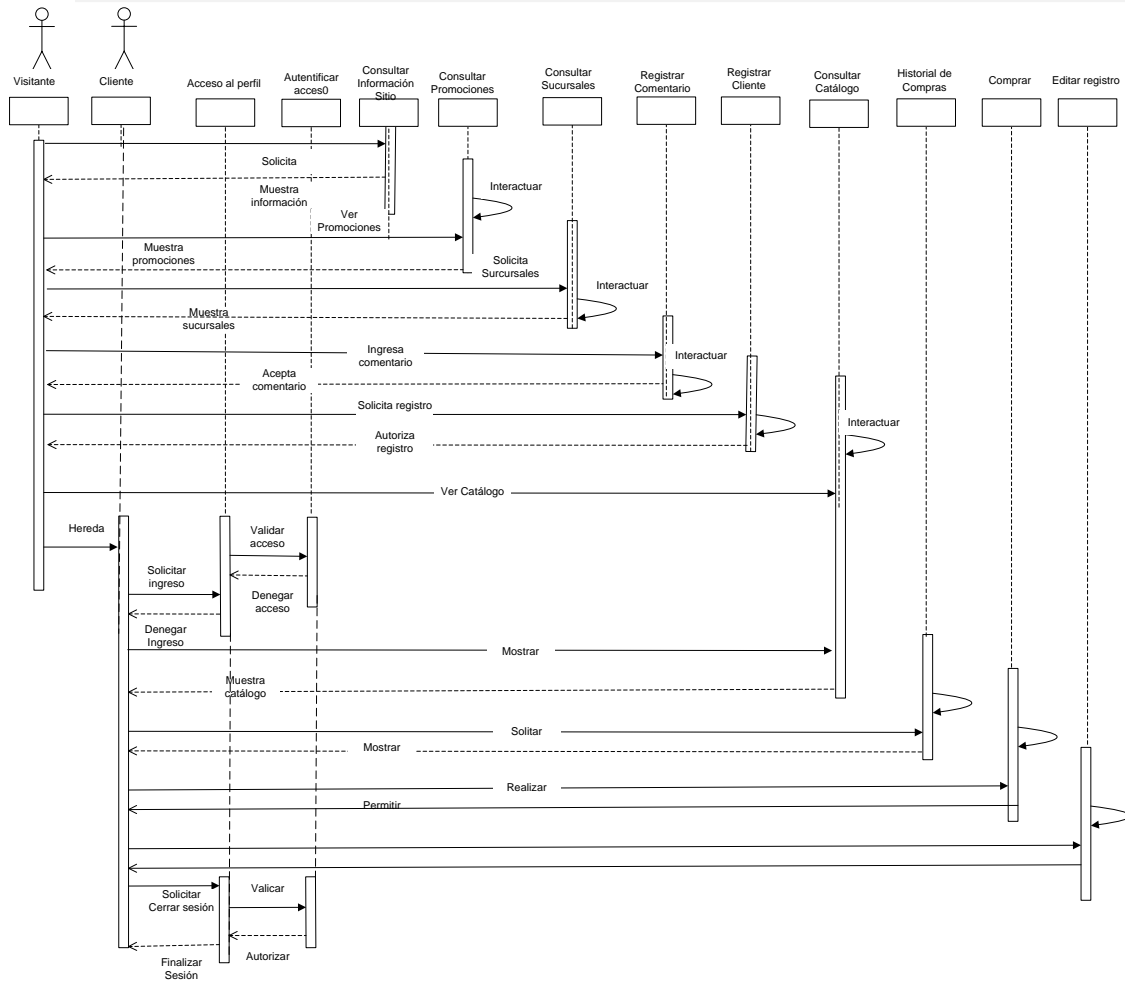 Visitante
Cliente
Acceso al perfil
Autentificar
acces0
Consultar
Información
Sitio
Consultar
Promociones
Consultar
Sucursales
Registrar
Comentario
Registrar
Cliente
Consultar
Catálogo
Historial de
Compras
Comprar
Editar registro
Solicita
Muestra
información
Interactuar
Ver
Promociones
Muestra
promociones
Solicita
Surcursales
Interactuar
Muestra
sucursales
Ingresa
comentario
Interactuar
Acepta
comentario
Solicita registro
Interactuar
Autoriza
registro
Ver Catálogo
Hereda
Validar
acceso
Solicitar
ingreso
Denegar
acceso
Denegar
Ingreso
Mostrar
Muestra
catálogo
Solitar
Mostrar
Realizar
Permitir
Solicitar
Cerrar sesión
Valicar
Autorizar
Finalizar
Sesión